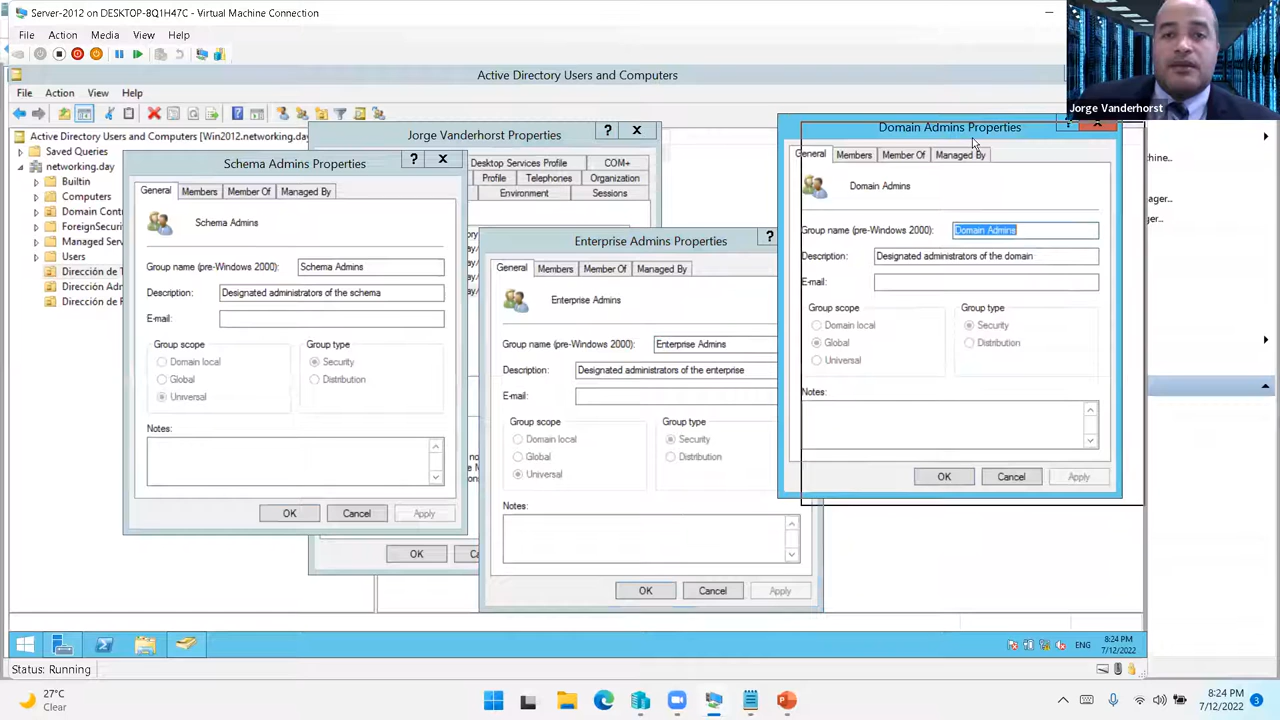 Server-2012 on DESKTOP-8Q1H47C - Virtual Machine Connection
File Action Media View Help
Jorge Vanderhorst
Active Directory Users and Computers
File Action View Help
Active Directory Users and Computers [Win2012.networking.day
Saved Queries
networking.day
Builtin
Computers
Domain Contr
ForeignSecuri
Managed Serv
Users
Dirección de T
Dirección Adm
Dirección de R
Jorge Vanderhorst Properties
? X
Desktop Services Profile COM+
Profile Telephones Organization
Environment Sessions
OK
Ca
Schema Admins Properties
? X
General Members Member Of Managed By
Schema Admins
Group name (pre-Windows 2000): Schema Admins
Description: Designated administrators of the schema
E-mail:
Group scope Group type
Domain local Security
Global Distribution
Universal
Notes:
OK Cancel Apply
Enterprise Admins Properties
?
General Members Member Of Managed By
Enterprise Admins
Group name (pre-Windows 2000): Enterprise Admins
Description: Designated administrators of the enterprise
E-mail:
Group scope Group type
Domain local Security
Global Distribution
Universal
Notes:
OK Cancel Apply
Domain Admins Properties
General Members Member Of Managed By
Domain Admins
Group name (pre-Windows 2000): Domain Admins
Description: Designated administrators of the domain
E-mail:
Group scope Group type
Domain local Security
Global Distribution
Universal
Notes:
OK Cancel Apply
hine...
ager...
er...
ENG
8:24 PM
7/12/2022
Status: Running
27°C
Clear
8:24 PM
7/12/2022
3